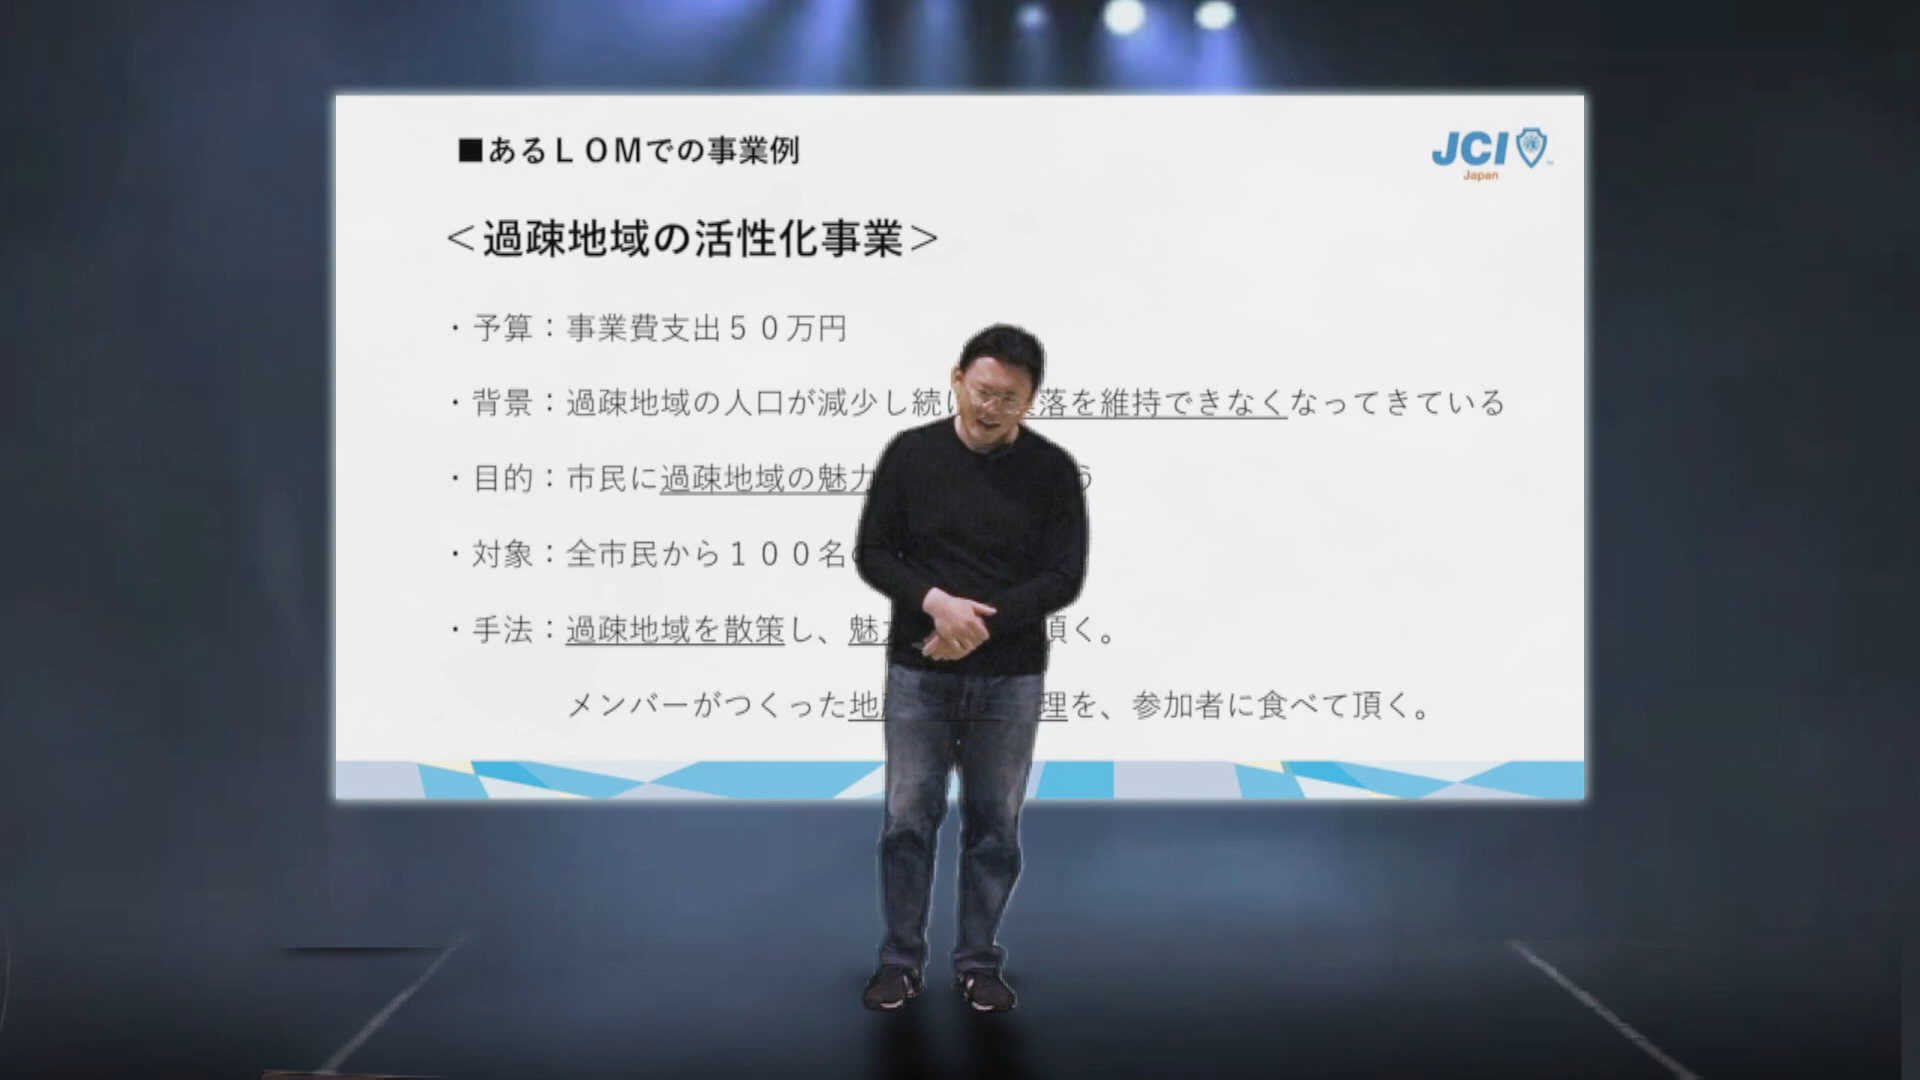 ■あるＬＯＭでの事業例
JCI
Japan
＜過疎地域の活性化事業＞
・予算：事業費支出５０万円
・背景：過疎地域の人口が減少し続 落を維持できなくなってきている
・目的：市民に過疎地域の魅力 う
・対象：全市民から１００名
・手法：過疎地域を散策し、魅 頂く。
メンバーがつくった地 理を、参加者に食べて頂く。